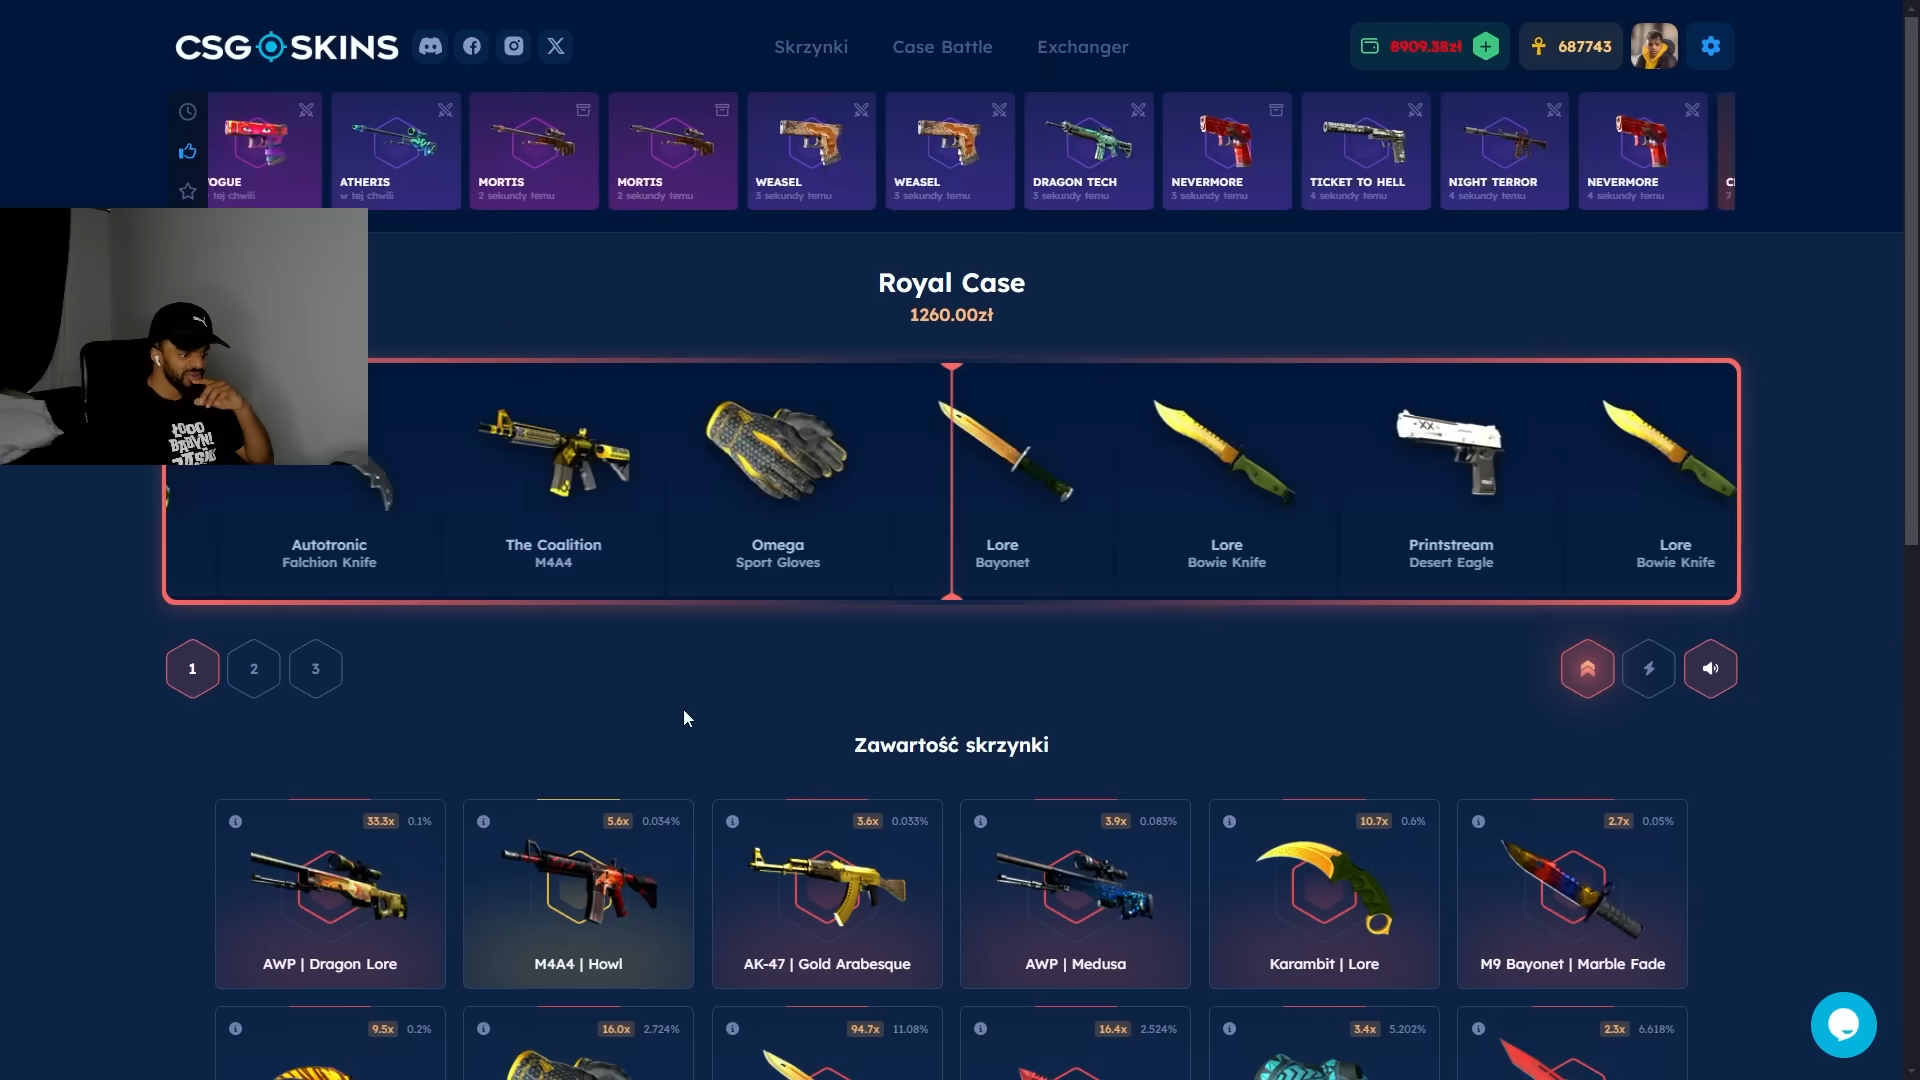 CSG SKINS
Skrzynki
Case Battle
Exchanger
8909.38zł
687743
VOGUE
w tej chwili
ATHERIS
w tej chwili
MORTIS
2 sekundy temu
MORTIS
2 sekundy temu
WEASEL
3 sekundy temu
WEASEL
3 sekundy temu
DRAGON TECH
3 sekundy temu
NEVERMORE
3 sekundy temu
TICKET TO HELL
4 sekundy temu
NIGHT TERROR
4 sekundy temu
NEVERMORE
4 sekundy temu
Royal Case
1260.00zł
Autotronic
Falchion Knife
The Coalition
M4A4
Omega
Sport Gloves
Lore
Bayonet
Lore
Bowie Knife
Printstream
Desert Eagle
Lore
Bowie Knife
1
2
3
Zawartość skrzynki
33.3x 0.1%
AWP | Dragon Lore
5.6x 0.034%
M4A4 | Howl
3.6x 0.033%
AK-47 | Gold Arabesque
3.9x 0.083%
AWP | Medusa
10.7x 0.6%
Karambit | Lore
2.7x 0.05%
M9 Bayonet | Marble Fade
9.5x 0.2%
16.0x 2.724%
94.7x 11.08%
16.4x 2.524%
3.4x 5.202%
2.3x 6.618%